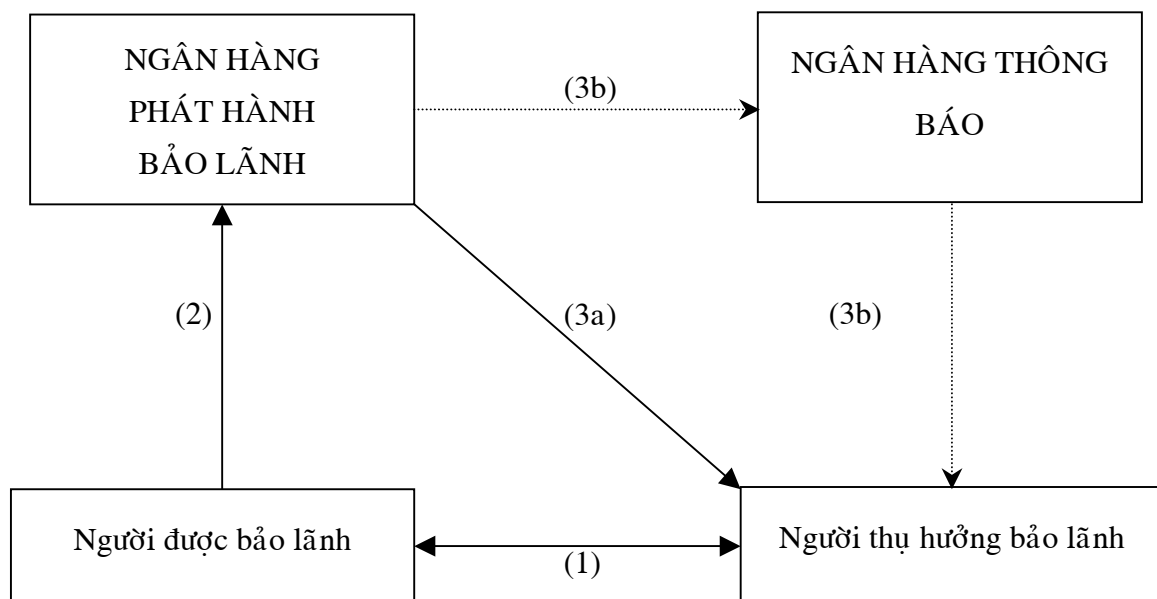 NGÂN HÀNG
PHÁT HÀNH
BẢO LÃNH
(3b)
NGÂN HÀNG THÔNG
BÁO
(2)
(3a)
(3b)
Người được bảo lãnh
(1)
Người thụ hưởng bảo lãnh